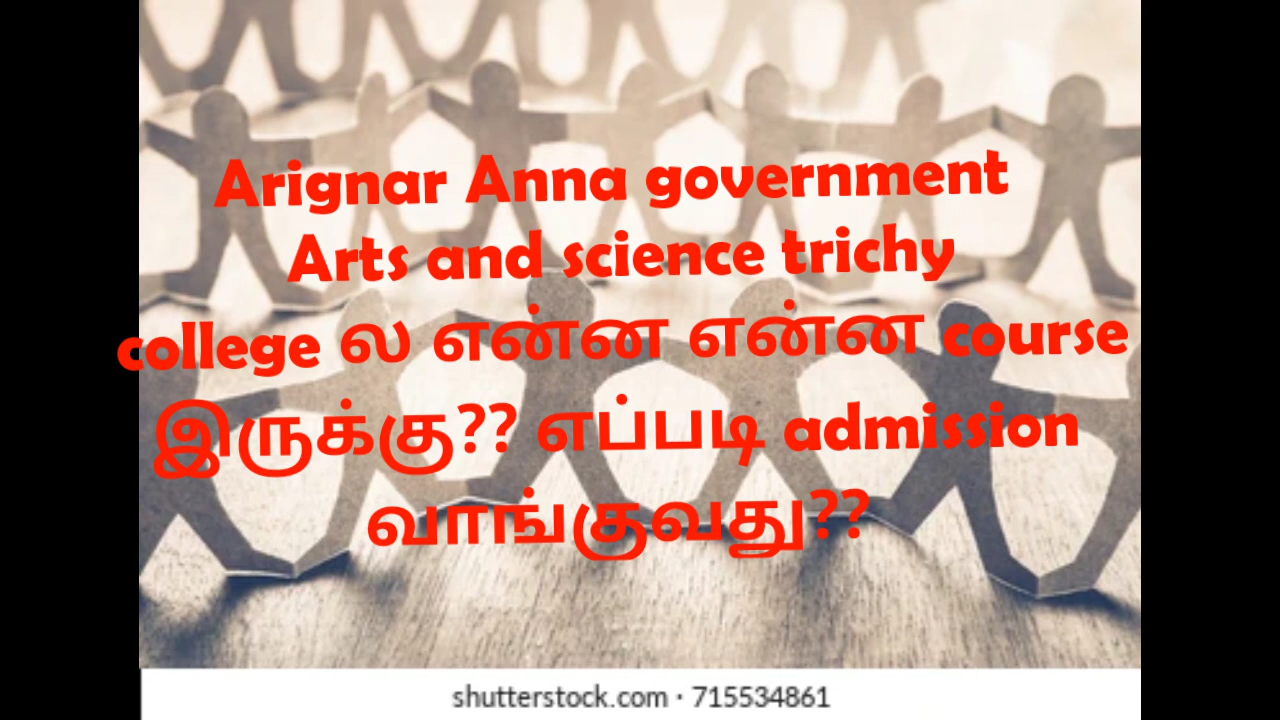 Arignar Anna government
Arts and science trichy
college ல என்ன என்ன course
இருக்கு?? எப்படி admission
வாங்குவது??
shutterstock.com · 715534861